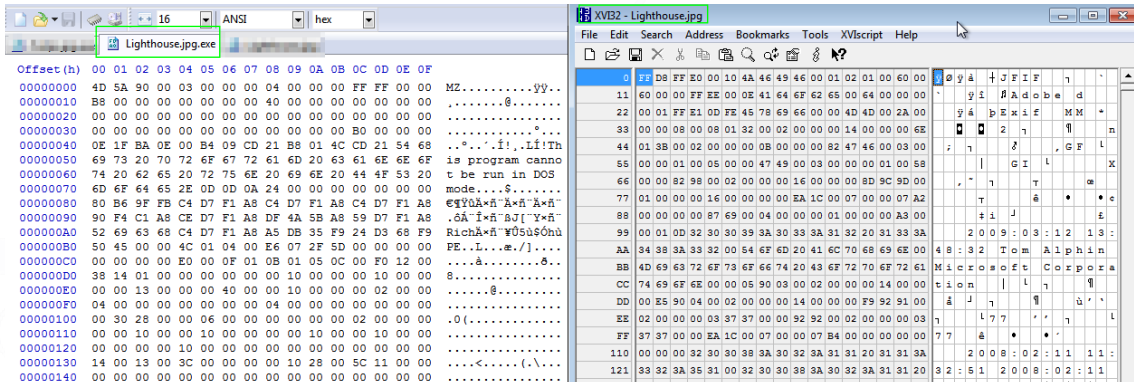 16 ANSI hex
Lighthouse.jpg.exe
Offset(h) 00 01 02 03 04 05 06 07 08 09 0A 0B 0C 0D 0E 0F
00000000 4D 5A 90 00 03 00 00 00 04 00 00 00 FF FF 00 00 MZ..........ÿÿ..
00000010 B8 00 00 00 00 00 00 00 40 00 00 00 00 00 00 00 ¸.......@.......
00000020 00 00 00 00 00 00 00 00 00 00 00 00 00 00 00 00 ................
00000030 00 00 00 00 00 00 00 00 00 00 00 00 B0 00 00 00 ............°...
00000040 0E 1F BA 0E 00 B4 09 CD 21 B8 01 4C CD 21 54 68 ..º..´.Í!¸.LÍ!Th
00000050 69 73 20 70 72 6F 67 72 61 6D 20 63 61 6E 6E 6F is program canno
00000060 74 20 62 65 20 72 75 6E 20 69 6E 20 44 4F 53 20 t be run in DOS
00000070 6D 6F 64 65 2E 0D 0D 0A 24 00 00 00 00 00 00 00 mode....$.......
00000080 80 B6 9F FB C4 D7 F1 A8 C4 D7 F1 A8 C4 D7 F1 A8 €¶ŸûÄ×ñ¨Ä×ñ¨Ä×ñ¨
00000090 90 F4 C1 A8 CE D7 F1 A8 DF 4A 5B A8 59 D7 F1 A8 .ôÁ¨Î×ñ¨ßJ[¨Y×ñ¨
000000A0 52 69 63 68 C4 D7 F1 A8 A5 DB 35 F9 24 D3 68 F9 RichÄ×ñ¨¥Û5ù$Óhù
000000B0 50 45 00 00 4C 01 04 00 E6 07 2F 5D 00 00 00 00 PE..L...æ./]....
000000C0 00 00 00 00 E0 00 0F 01 0B 01 05 0C 00 F0 12 00 ....à........ð..
000000D0 38 14 01 00 00 00 00 00 00 10 00 00 00 10 00 00 8...............
000000E0 00 00 13 00 00 00 40 00 00 10 00 00 00 02 00 00 ......@.........
000000F0 04 00 00 00 00 00 00 00 04 00 00 00 00 00 00 00 ................
00000100 00 30 28 00 00 06 00 00 00 00 00 00 02 00 00 00 .0(.............
00000110 00 00 10 00 00 10 00 00 00 00 10 00 00 10 00 00 ................
00000120 00 00 00 00 10 00 00 00 00 00 00 00 00 00 00 00 ................
00000130 14 00 13 00 3C 00 00 00 00 10 28 00 5C 11 00 00 ....<.....(.\...
00000140 00 00 00 00 00 00 00 00 00 00 00 00 00 00 00 00 ................
XVI32 - Lighthouse.jpg
File Edit Search Address Bookmarks Tools XVIscript Help
0 FF D8 FF E0 00 10 4A 46 49 46 00 01 02 01 00 60 00 ÿ Ø ÿ à J F I F `
11 60 00 00 FF EE 00 0E 41 64 6F 62 65 00 64 00 00 00 ` ÿ î A d o b e d
22 00 01 FF E1 0D FE 45 78 69 66 00 00 4D 4D 00 2A 00 ÿ á þ E x i f M M *
33 00 00 08 00 08 01 32 00 02 00 00 00 14 00 00 00 6E 2 n
44 01 3B 00 02 00 00 00 0B 00 00 00 82 47 46 00 03 00 ; ‚ G F
55 00 00 01 00 05 00 00 47 49 00 03 00 00 00 01 00 58 G I X
66 00 00 82 98 00 02 00 00 00 16 00 00 00 8D 9C 9D 00 ‚ ˜ œ
77 01 00 00 00 16 00 00 00 00 EA 1C 00 07 00 00 07 A2 ê ¢
88 00 00 00 00 87 69 00 04 00 00 00 01 00 00 00 A3 00 ‡ i £
99 00 01 0D 32 30 30 39 3A 30 33 3A 31 32 20 31 33 3A 2 0 0 9 : 0 3 : 1 2 1 3 :
AA 34 38 3A 33 32 00 54 6F 6D 20 41 6C 70 68 69 6E 00 4 8 : 3 2 T o m A l p h i n
BB 4D 69 63 72 6F 73 6F 66 74 20 43 6F 72 70 6F 72 61 M i c r o s o f t C o r p o r a
CC 74 69 6F 6E 00 00 05 90 03 00 02 00 00 00 14 00 00 t i o n
DD 00 E5 90 04 00 02 00 00 00 14 00 00 00 F9 92 91 00 å ù ’ ‘
EE 02 00 00 00 03 37 37 00 00 92 92 00 02 00 00 00 03 7 7 ’ ’
FF 37 37 00 00 EA 1C 00 07 00 00 07 B4 00 00 00 00 00 7 7 ê ´
110 00 00 00 32 30 30 38 3A 30 32 3A 31 31 20 31 31 3A 2 0 0 8 : 0 2 : 1 1 1 1 :
121 33 32 3A 35 31 00 32 30 30 38 3A 30 32 3A 31 31 20 3 2 : 5 1 2 0 0 8 : 0 2 : 1 1